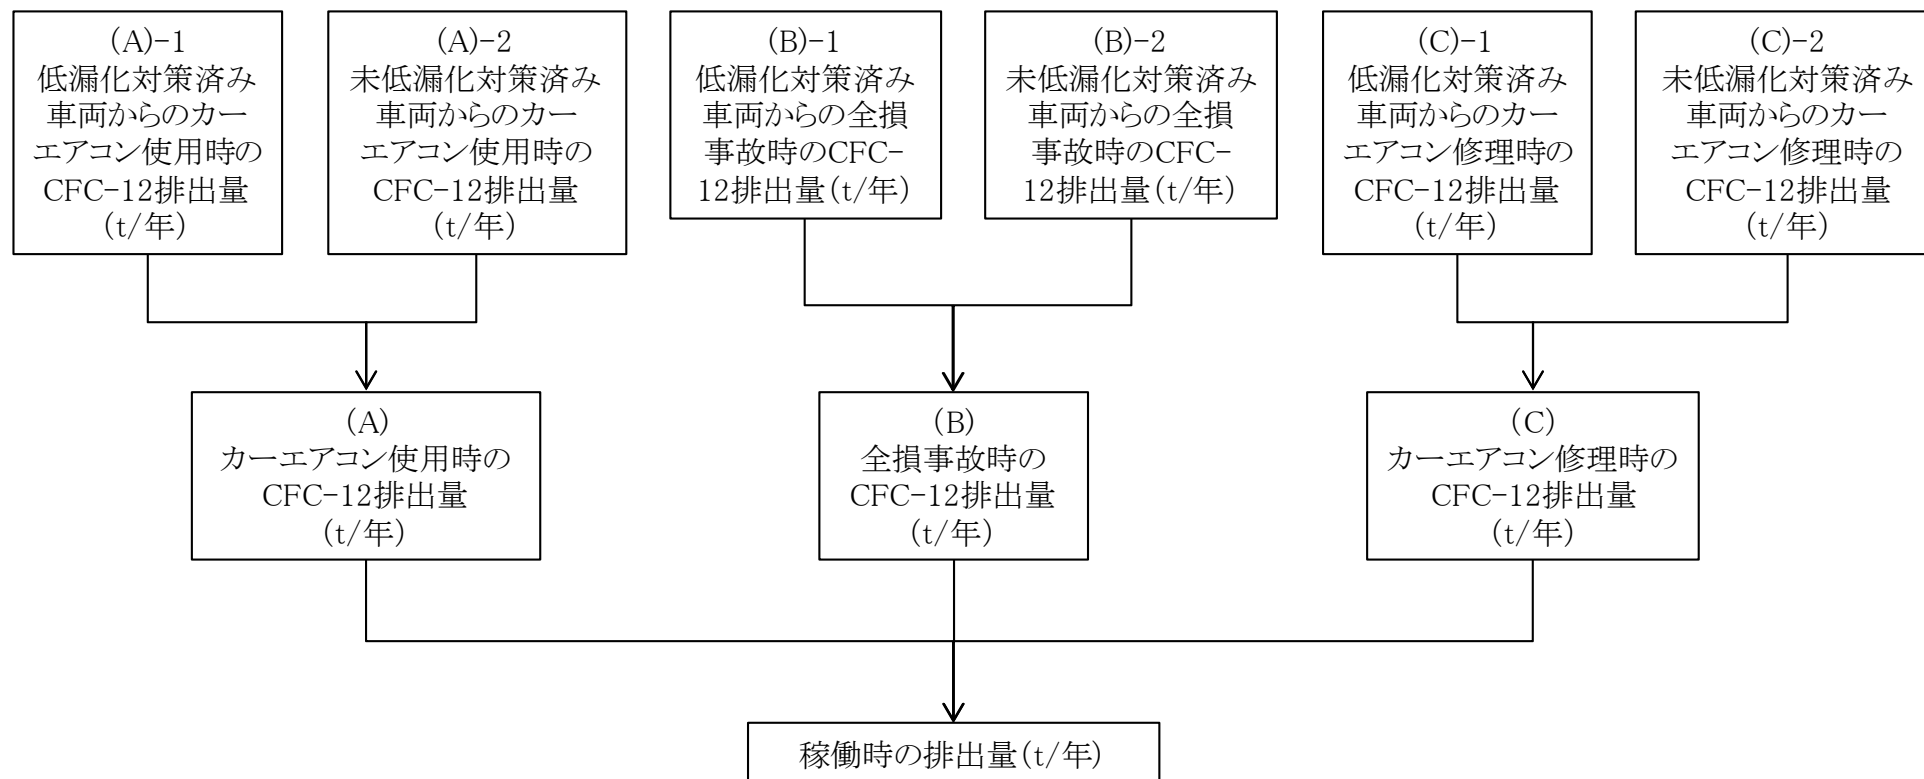 (A)-1
低漏化対策済み
車両からのカー
エアコン使用時の
CFC-12排出量
(t/年)
(A)-2
未低漏化対策済み
車両からのカー
エアコン使用時の
CFC-12排出量
(t/年)
(B)-1
低漏化対策済み
車両からの全損
事故時のCFC-
12排出量(t/年)
(B)-2
未低漏化対策済み
車両からの全損
事故時のCFC-
12排出量(t/年)
(C)-1
低漏化対策済み
車両からのカー
エアコン修理時の
CFC-12排出量
(t/年)
(C)-2
未低漏化対策済み
車両からのカー
エアコン修理時の
CFC-12排出量
(t/年)
(A)
カーエアコン使用時の
CFC-12排出量
(t/年)
(B)
全損事故時の
CFC-12排出量
(t/年)
(C)
カーエアコン修理時の
CFC-12排出量
(t/年)
稼働時の排出量(t/年)